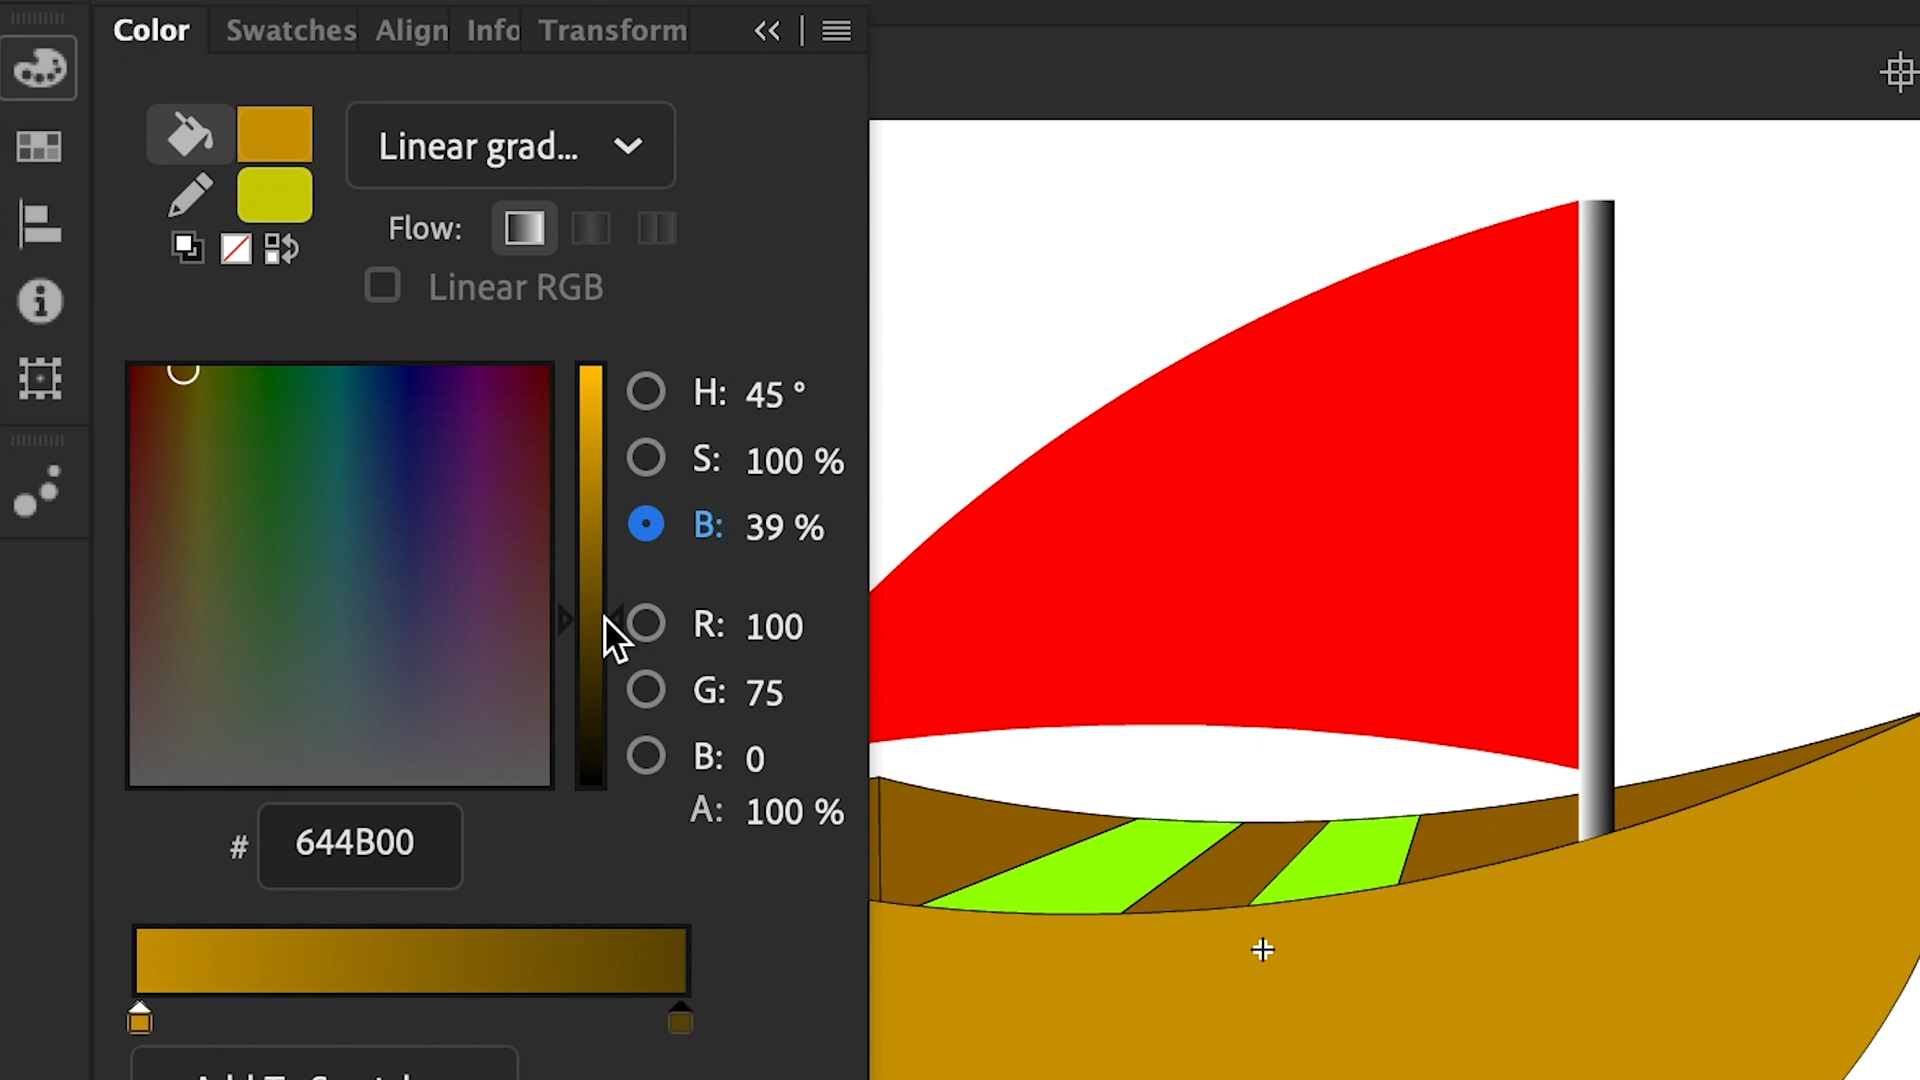 Color Swatches Align Info Transform
Linear grad...
Flow:
Linear RGB
H: 45 °
S: 100 %
B: 39 %
R: 100
G: 75
B: 0
A: 100 %
# 644B00